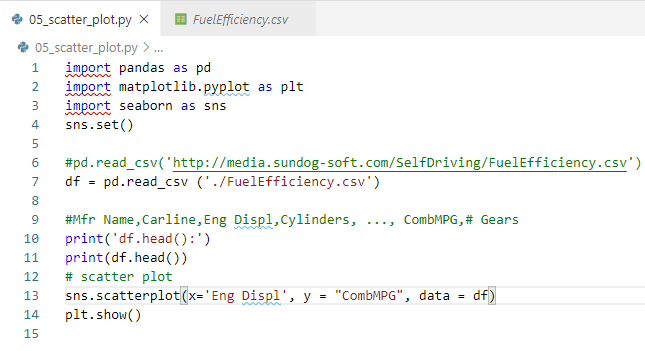 05_scatter_plot.py × FuelEfficiency.csv
05_scatter_plot.py > ...
1 import pandas as pd
2 import matplotlib.pyplot as plt
3 import seaborn as sns
4 sns.set()
5
6 #pd.read_csv('http://media.sundog-soft.com/SelfDriving/FuelEfficiency.csv')
7 df = pd.read_csv ('./FuelEfficiency.csv')
8
9 #Mfr Name,Carline,Eng Displ,Cylinders, ..., CombMPG,# Gears
10 print('df.head():')
11 print(df.head())
12 # scatter plot
13 sns.scatterplot(x='Eng Displ', y = "CombMPG", data = df)
14 plt.show()
15